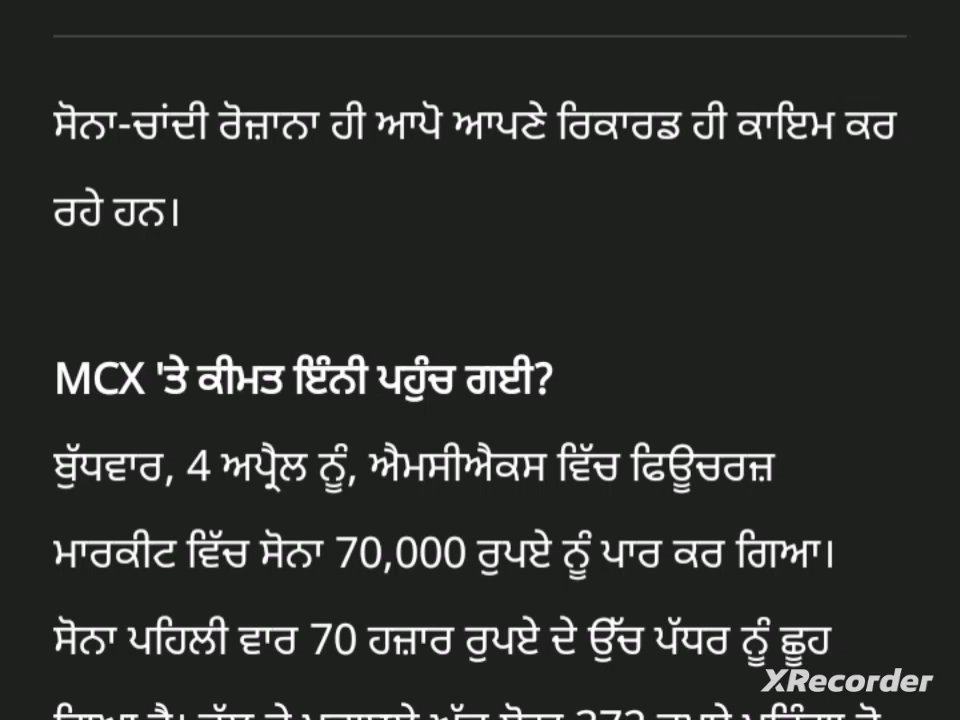 ਸੋਨਾ-ਚਾਂਦੀ ਰੋਜ਼ਾਨਾ ਹੀ ਆਪੋ ਆਪਣੇ ਰਿਕਾਰਡ ਹੀ ਕਾਇਮ ਕਰ
ਰਹੇ ਹਨ।
MCX 'ਤੇ ਕੀਮਤ ਇੰਨੀ ਪਹੁੰਚ ਗਈ?
ਬੁੱਧਵਾਰ, 4 ਅਪ੍ਰੈਲ ਨੂੰ, ਐਮਸੀਐਕਸ ਵਿੱਚ ਫਿਊਚਰਜ਼
ਮਾਰਕੀਟ ਵਿੱਚ ਸੋਨਾ 70,000 ਰੁਪਏ ਨੂੰ ਪਾਰ ਕਰ ਗਿਆ।
ਸੋਨਾ ਪਹਿਲੀ ਵਾਰ 70 ਹਜ਼ਾਰ ਰੁਪਏ ਦੇ ਉੱਚ ਪੱਧਰ ਨੂੰ ਛੂਹ
XRecorder